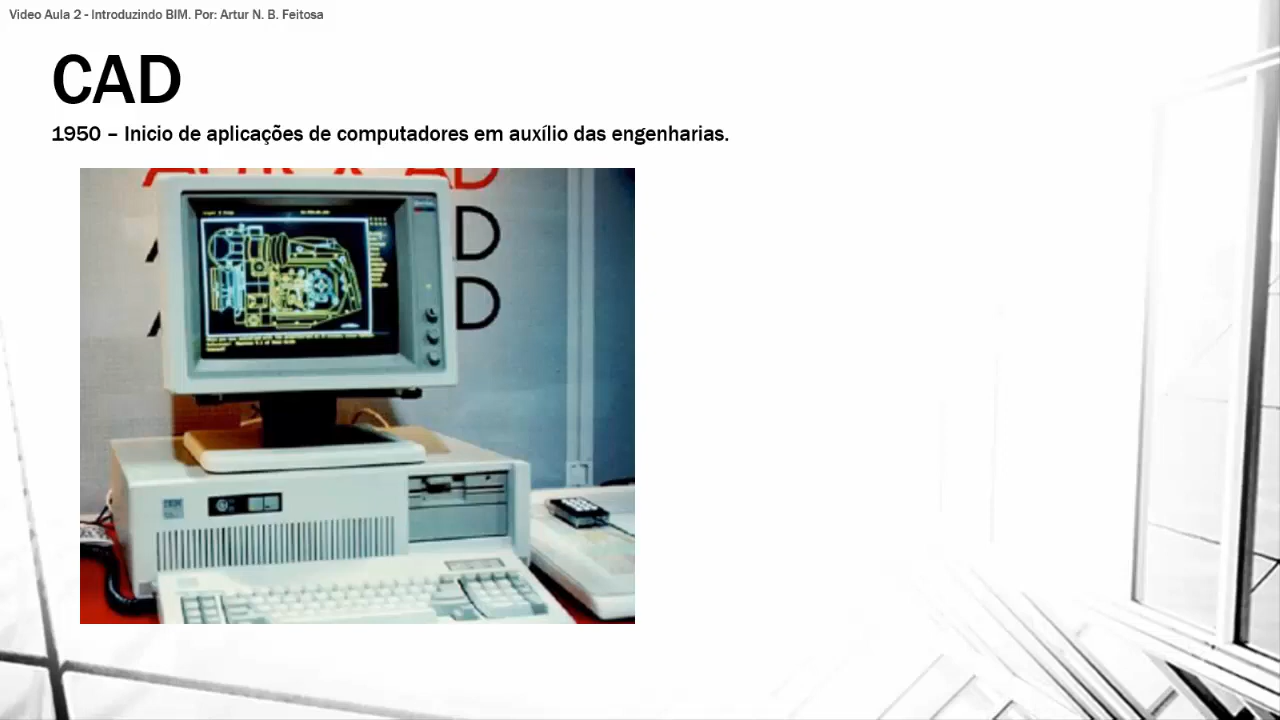 Video Aula 2 - Introduzindo BIM. Por: Artur N. B. Feitosa
CAD
1950 – Inicio de aplicações de computadores em auxílio das engenharias.
IBM